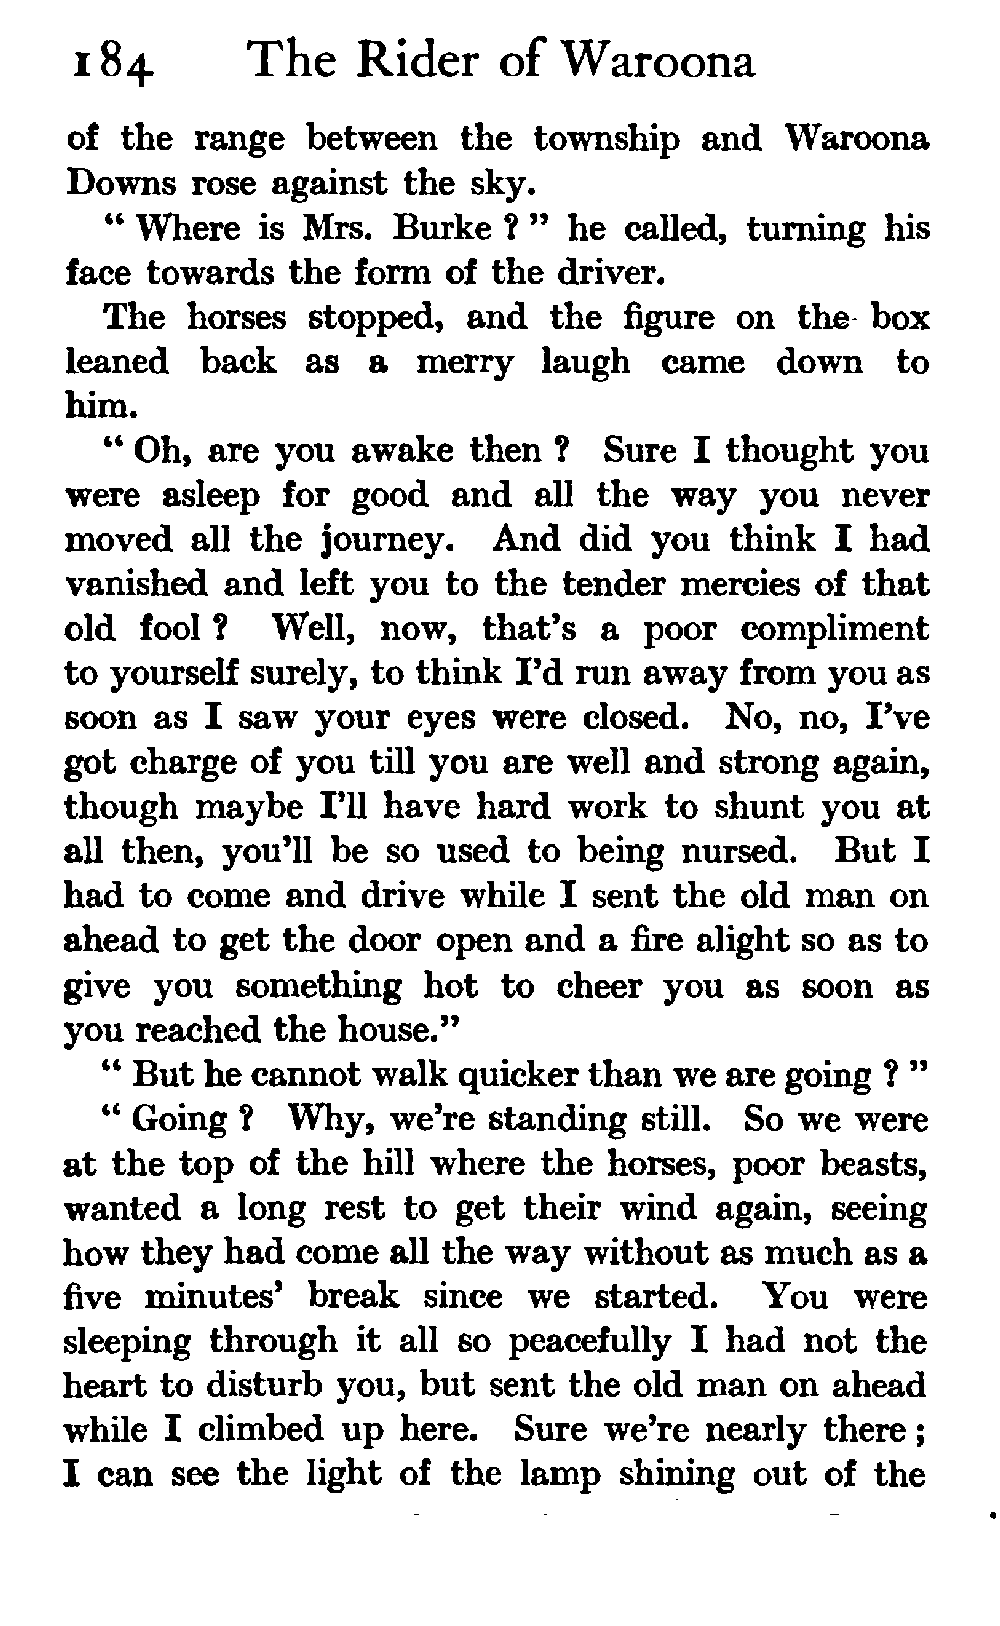 184 The Rider of Waroona
of the range between the township and Waroona
Downs rose against the sky.
“ Where is Mrs. Burke ? ” he called, turning his
face towards the form of the driver.
The horses stopped, and the figure on the box
leaned back as a merry laugh came down to
him.
“ Oh, are you awake then ? Sure I thought you
were asleep for good and all the way you never
moved all the journey. And did you think I had
vanished and left you to the tender mercies of that
old fool ? Well, now, that’s a poor compliment
to yourself surely, to think I’d run away from you as
soon as I saw your eyes were closed. No, no, I’ve
got charge of you till you are well and strong again,
though maybe I’ll have hard work to shunt you at
all then, you’ll be so used to being nursed. But I
had to come and drive while I sent the old man on
ahead to get the door open and a fire alight so as to
give you something hot to cheer you as soon as
you reached the house.”
“ But he cannot walk quicker than we are going ? ”
“ Going ? Why, we’re standing still. So we were
at the top of the hill where the horses, poor beasts,
wanted a long rest to get their wind again, seeing
how they had come all the way without as much as a
five minutes’ break since we started. You were
sleeping through it all so peacefully I had not the
heart to disturb you, but sent the old man on ahead
while I climbed up here. Sure we’re nearly there ;
I can see the light of the lamp shining out of the